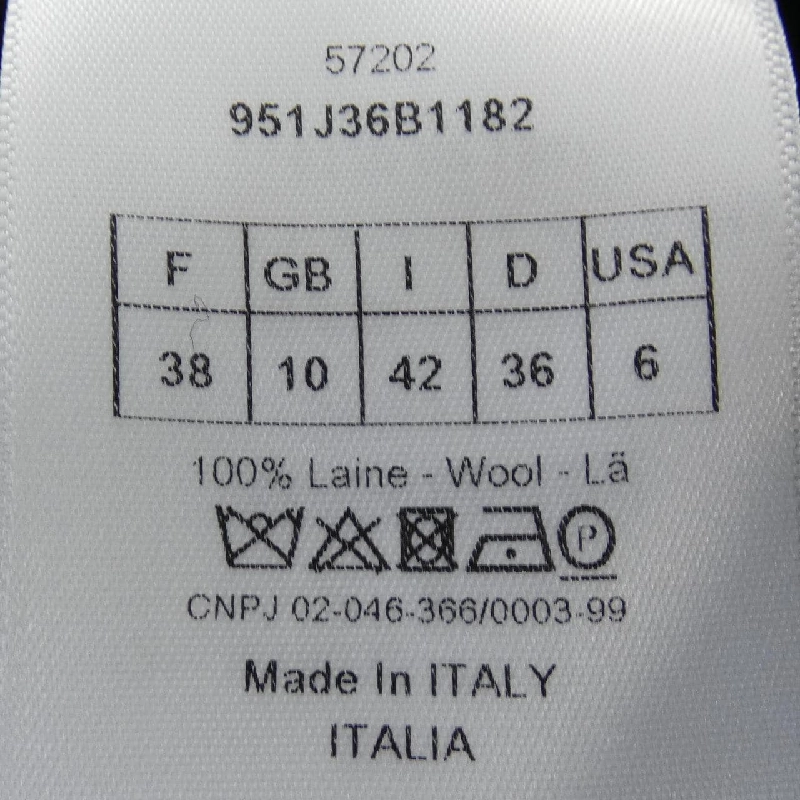 57202
951J36B1182
F GB I D USA
38 10 42 36 6
100% Laine - Wool - Lä
P
CNPJ 02-046-366/0003-99
Made In ITALY
ITALIA